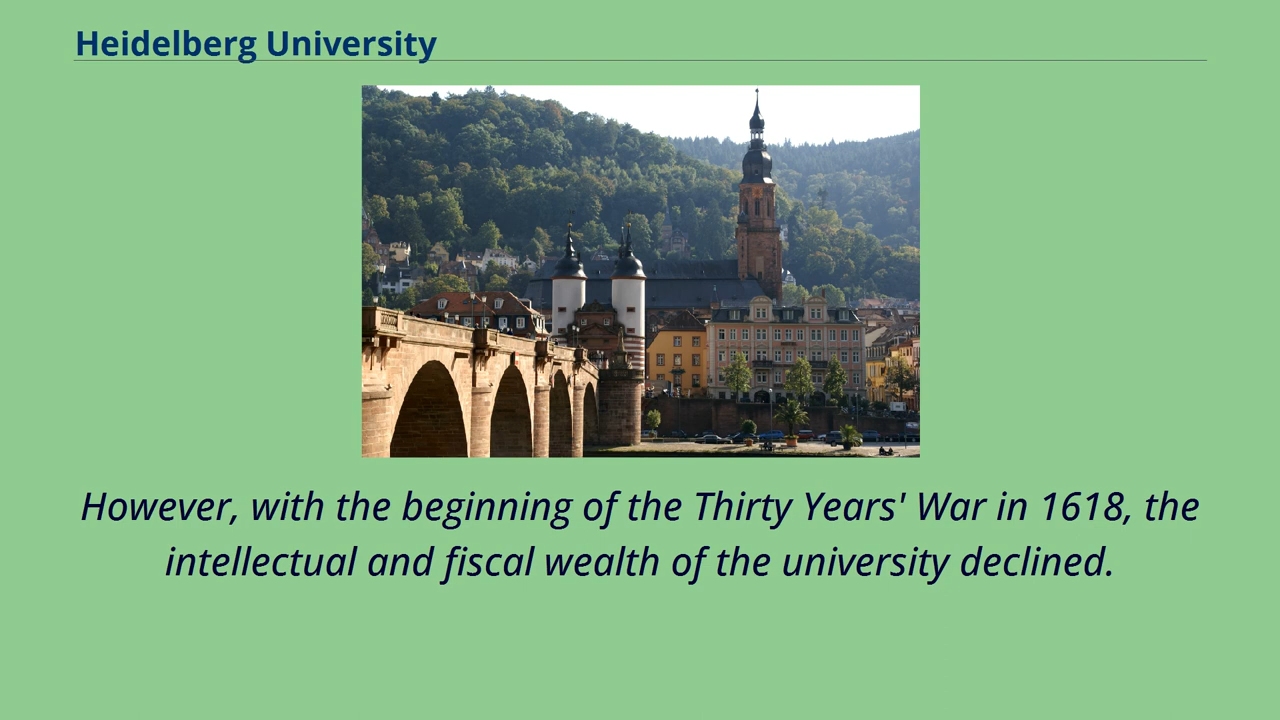 Heidelberg University
However, with the beginning of the Thirty Years' War in 1618, the
intellectual and fiscal wealth of the university declined.